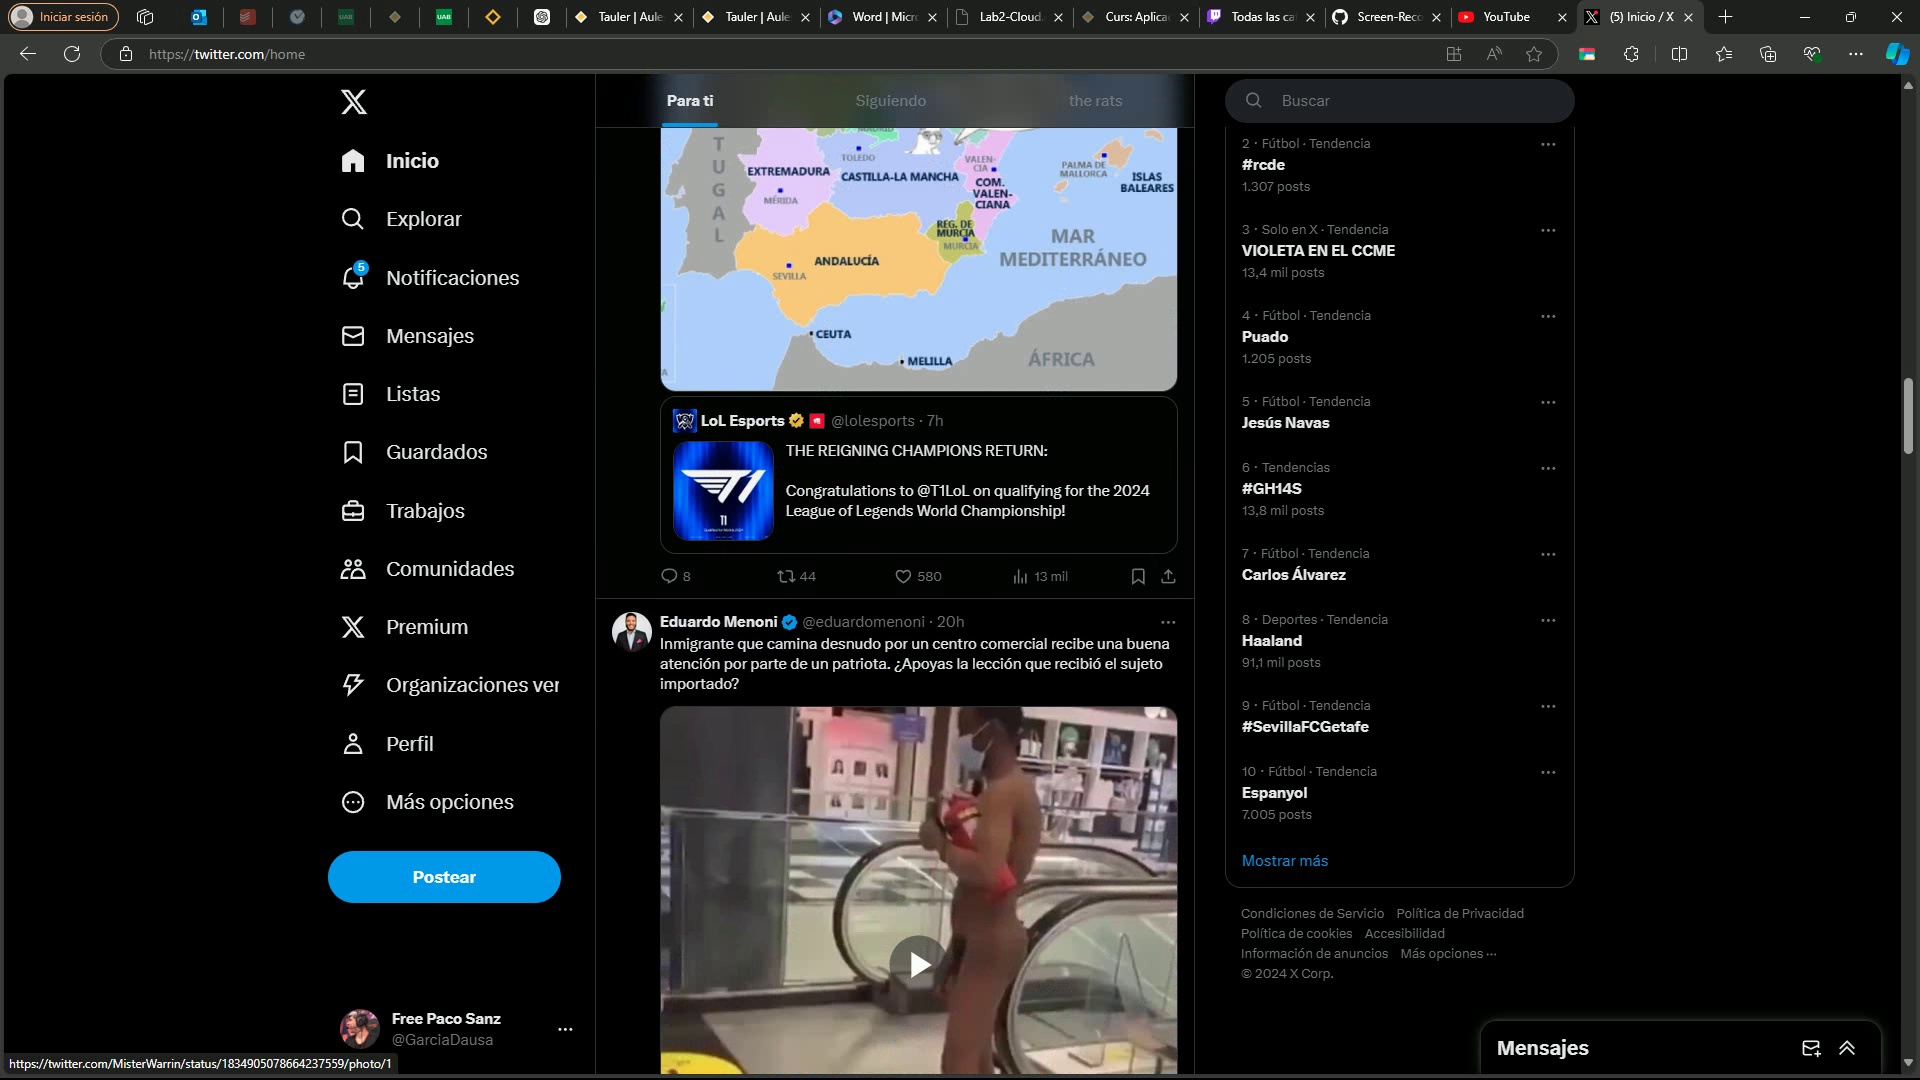 Iniciar sesión
Tauler | Aule
Tauler | Aule
Word | Micr
Lab2-Cloud.
Curs: Aplica
Todas las ca
Screen-Reco
YouTube
(5) Inicio / X
https://twitter.com/home
Inicio
Explorar
5
Notificaciones
Mensajes
Listas
Guardados
Trabajos
Comunidades
Premium
Organizaciones ver
Perfil
Más opciones
Postear
Free Paco Sanz
@GarciaDausa
https://twitter.com/MisterWarrin/status/1834905078664237559/photo/1
Para ti
Siguiendo
the rats
MADRID
TUGAL
TOLEDO
EXTREMADURA
CASTILLA-LA MANCHA
MÉRIDA
VALEN-
CIA
COM.
VALEN-
CIANA
PALMA DE
MALLORCA
ISLAS
BALEARES
REG. DE
MURCIA
MURCIA
MAR
MEDITERRÁNEO
ANDALUCÍA
SEVILLA
CEUTA
MELILLA
ÁFRICA
LoL Esports @lolesports · 7h
T1
THE REIGNING CHAMPIONS RETURN:
Congratulations to @T1LoL on qualifying for the 2024
League of Legends World Championship!
8
44
580
13 mil
Eduardo Menoni @eduardomenoni · 20h
Inmigrante que camina desnudo por un centro comercial recibe una buena
atención por parte de un patriota. ¿Apoyas la lección que recibió el sujeto
importado?
Buscar
2 · Fútbol · Tendencia
#rcde
1.307 posts
3 · Solo en X · Tendencia
VIOLETA EN EL CCME
13,4 mil posts
4 · Fútbol · Tendencia
Puado
1.205 posts
5 · Fútbol · Tendencia
Jesús Navas
6 · Tendencias
#GH14S
13,8 mil posts
7 · Fútbol · Tendencia
Carlos Álvarez
8 · Deportes · Tendencia
Haaland
91,1 mil posts
9 · Fútbol · Tendencia
#SevillaFCGetafe
10 · Fútbol · Tendencia
Espanyol
7.005 posts
Mostrar más
Condiciones de Servicio Política de Privacidad
Política de cookies Accesibilidad
Información de anuncios Más opciones ···
© 2024 X Corp.
Mensajes